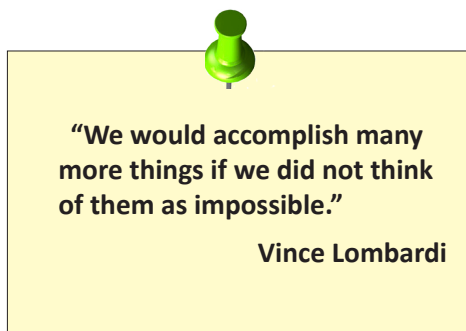 “We would accomplish many
more things if we did not think
of them as impossible.”
Vince Lombardi